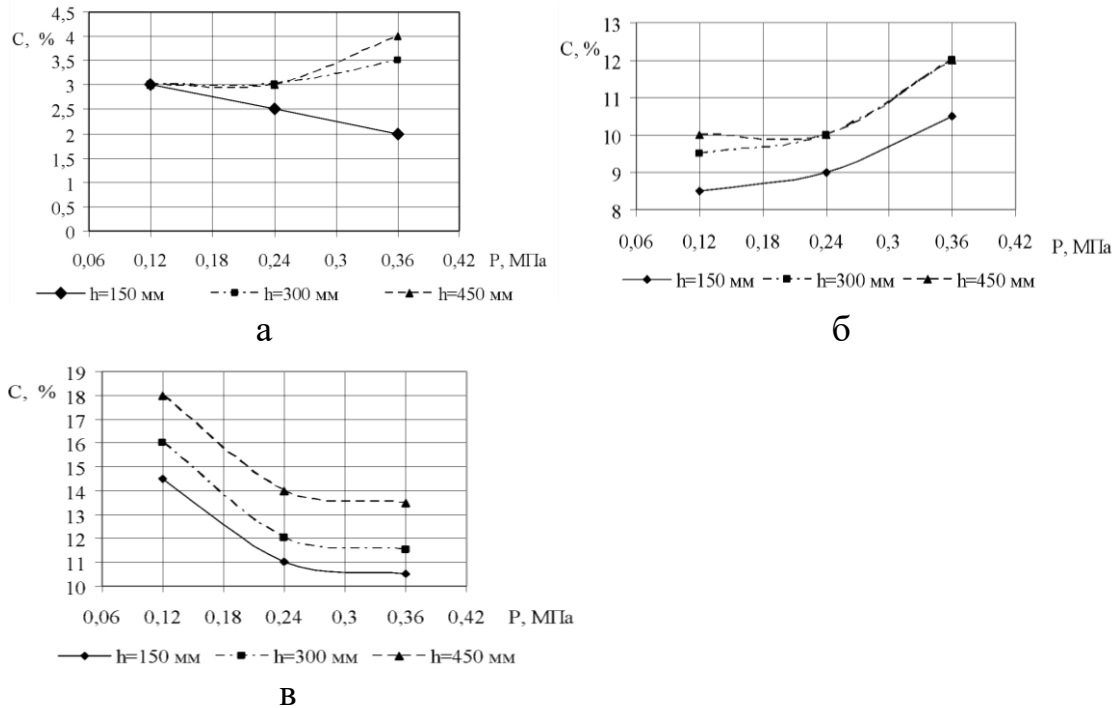 4,5
С, %
4
3,5
3
2,5
2
1,5
1
0,5
0
0,06 0,12 0,18 0,24 0,3 0,36 0,42 Р, МПа
h=150 мм h=300 мм h=450 мм
а
13
С, %
12
11
10
9
8
0,06 0,12 0,18 0,24 0,3 0,36 0,42 Р, МПа
h=150 мм h=300 мм h=450 мм
б
19
С, %
18
17
16
15
14
13
12
11
10
0,06 0,12 0,18 0,24 0,3 0,36 0,42 Р, МПа
h=150 мм h=300 мм h=450 мм
в